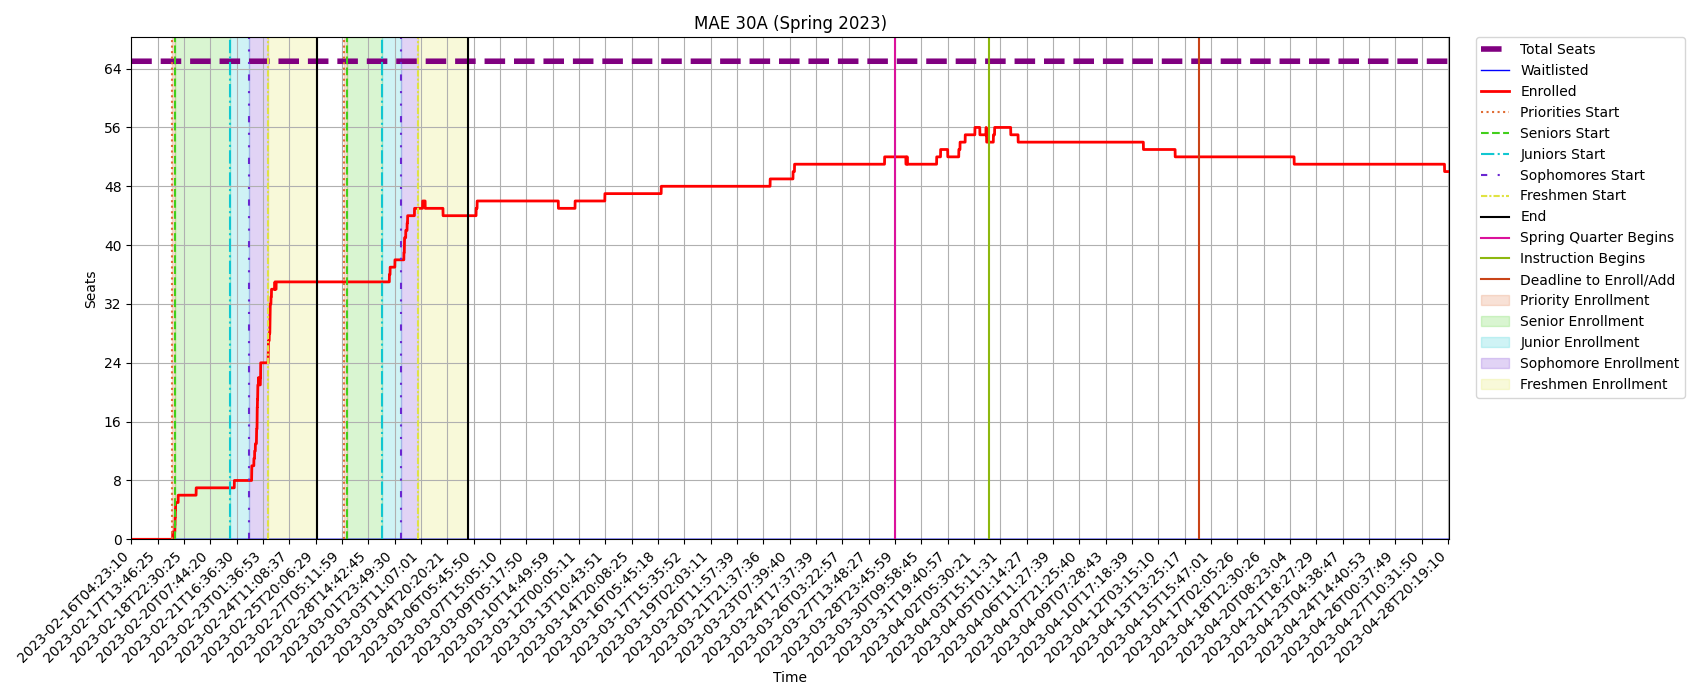 MAE 30A (Spring 2023)
Seats
64
56
48
40
32
24
16
8
0
2023-02-16T04:23:10
2023-02-17T13:46:25
2023-02-18T22:30:25
2023-02-20T07:44:20
2023-02-21T16:36:30
2023-02-23T01:36:53
2023-02-24T11:08:37
2023-02-25T20:06:29
2023-02-27T05:11:59
2023-02-28T14:42:45
2023-03-01T23:49:30
2023-03-03T11:07:01
2023-03-04T20:20:21
2023-03-06T05:45:50
2023-03-07T15:05:10
2023-03-09T05:17:50
2023-03-10T14:49:59
2023-03-12T00:05:11
2023-03-13T10:43:51
2023-03-14T20:08:25
2023-03-16T05:45:18
2023-03-17T15:35:52
2023-03-19T02:03:11
2023-03-20T11:57:39
2023-03-21T21:37:36
2023-03-23T07:39:40
2023-03-24T17:37:39
2023-03-26T03:22:57
2023-03-27T13:48:27
2023-03-28T23:45:59
2023-03-30T09:58:45
2023-03-31T19:40:57
2023-04-02T05:30:21
2023-04-03T15:11:31
2023-04-05T01:14:27
2023-04-06T11:27:39
2023-04-07T21:25:40
2023-04-09T07:28:43
2023-04-10T17:18:39
2023-04-12T03:15:10
2023-04-13T13:25:17
2023-04-15T15:47:01
2023-04-17T02:05:26
2023-04-18T12:30:26
2023-04-20T08:23:04
2023-04-21T18:27:29
2023-04-23T04:38:47
2023-04-24T14:40:53
2023-04-26T00:37:49
2023-04-27T10:31:50
2023-04-28T20:19:10
Time
Total Seats
Waitlisted
Enrolled
Priorities Start
Seniors Start
Juniors Start
Sophomores Start
Freshmen Start
End
Spring Quarter Begins
Instruction Begins
Deadline to Enroll/Add
Priority Enrollment
Senior Enrollment
Junior Enrollment
Sophomore Enrollment
Freshmen Enrollment